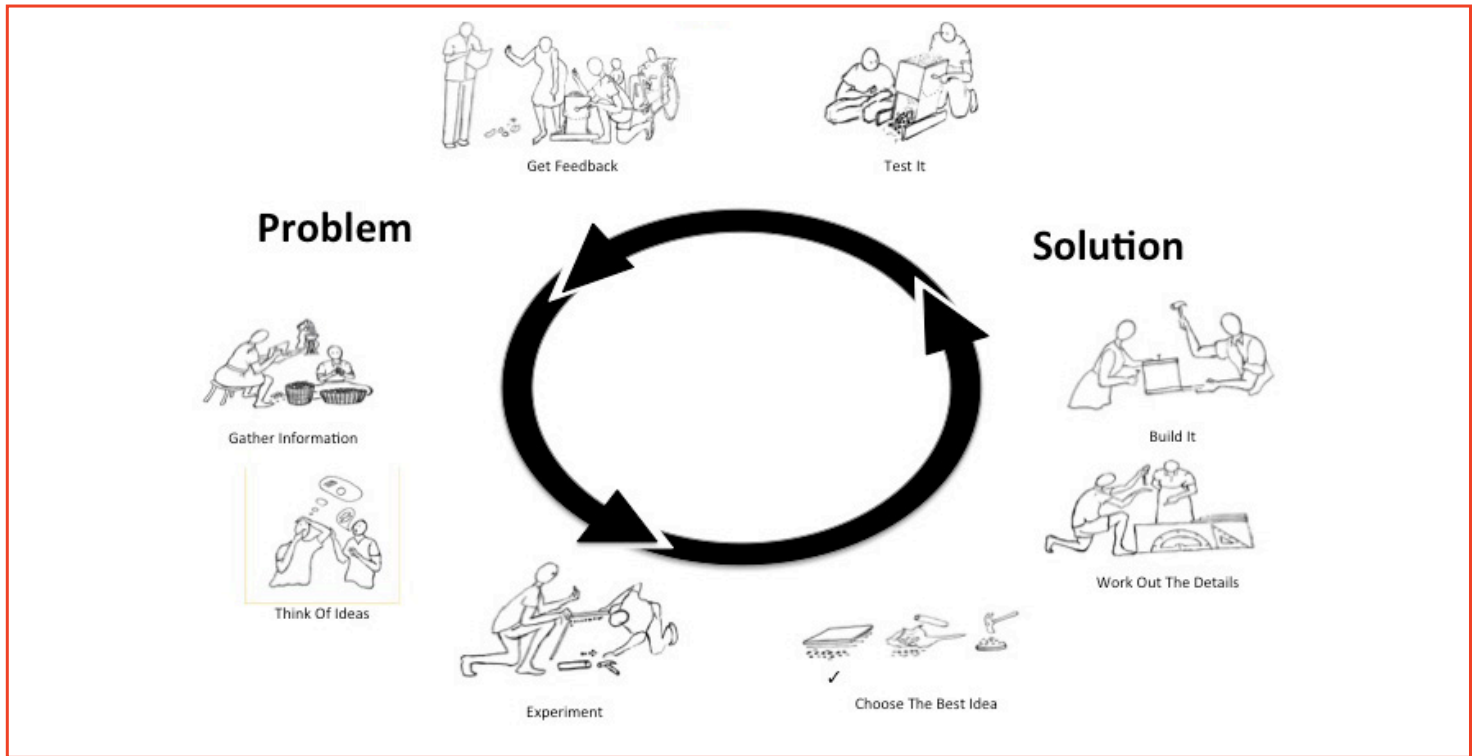 Get Feedback
Test It
Problem
Solution
Gather Information
Build It
Think Of Ideas
Work Out The Details
Experiment
Choose The Best Idea